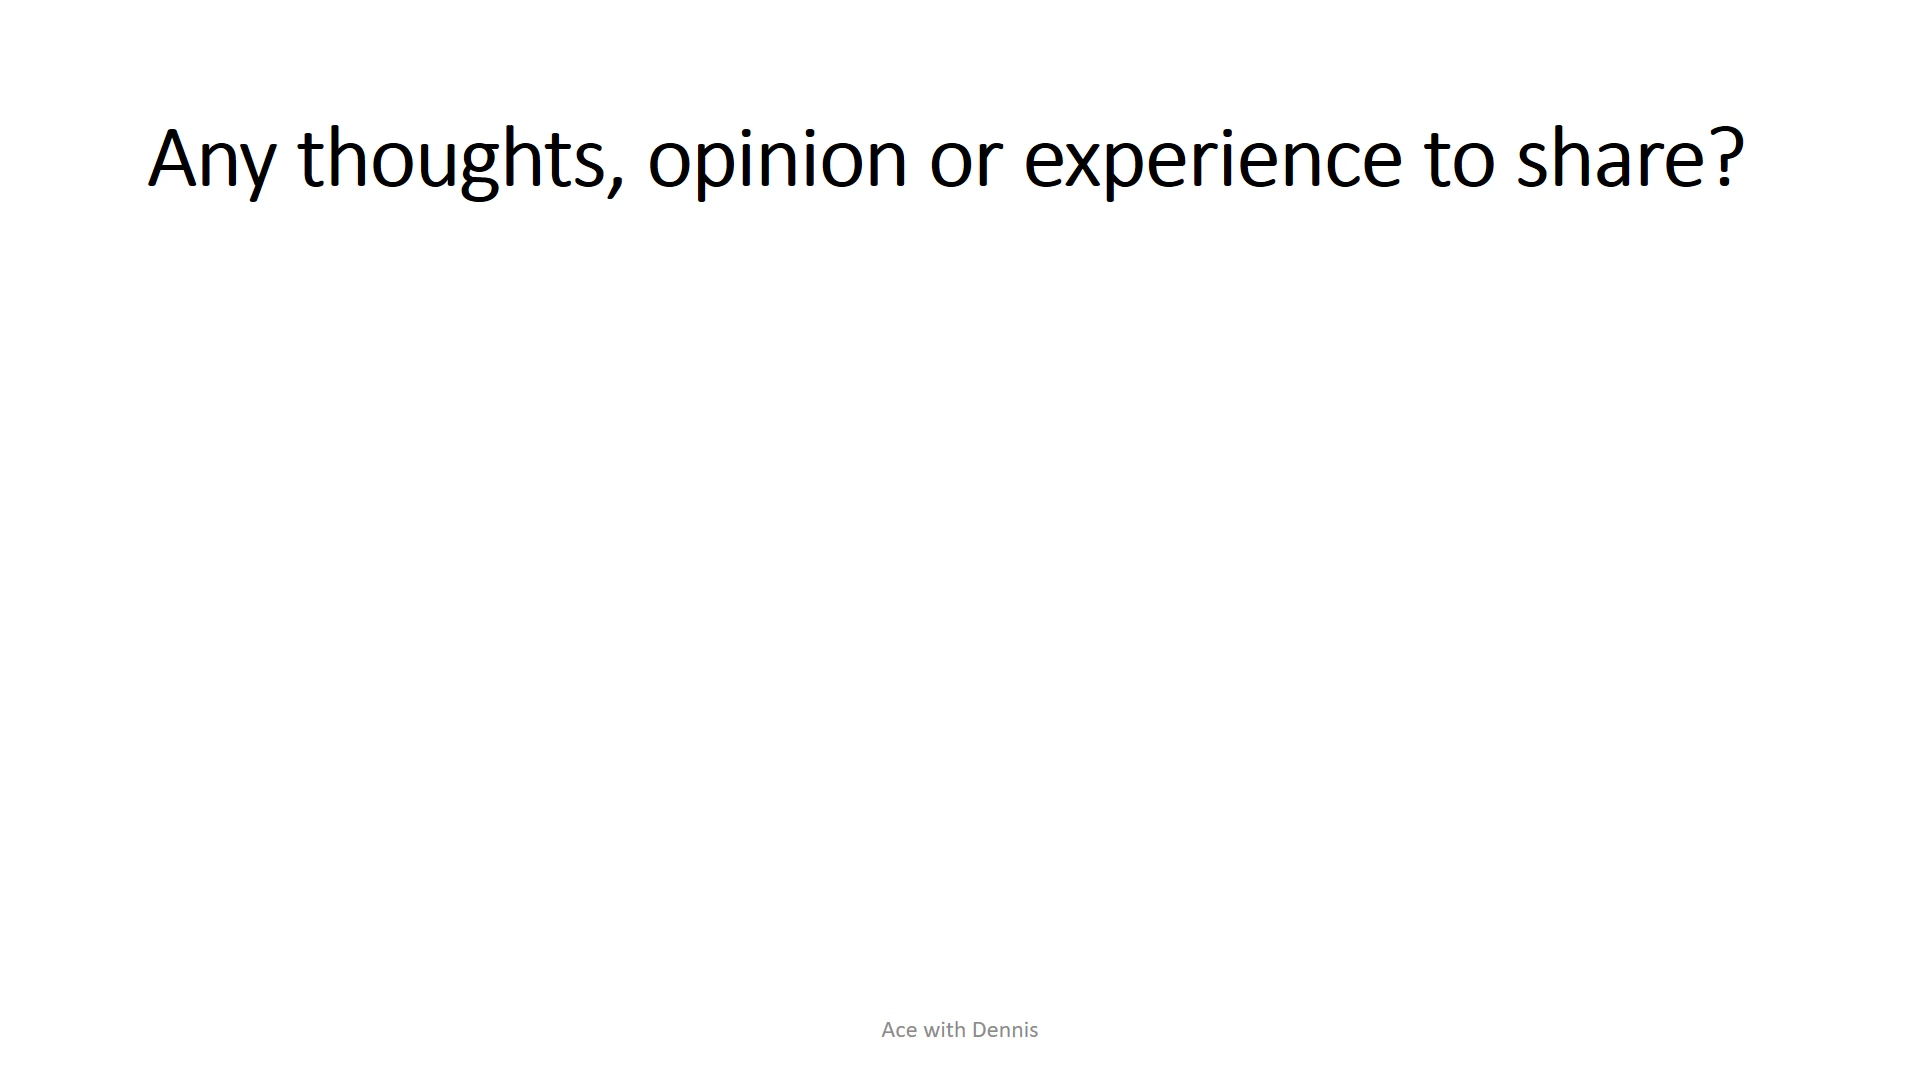 Any thoughts, opinion or experience to share?
Ace with Dennis